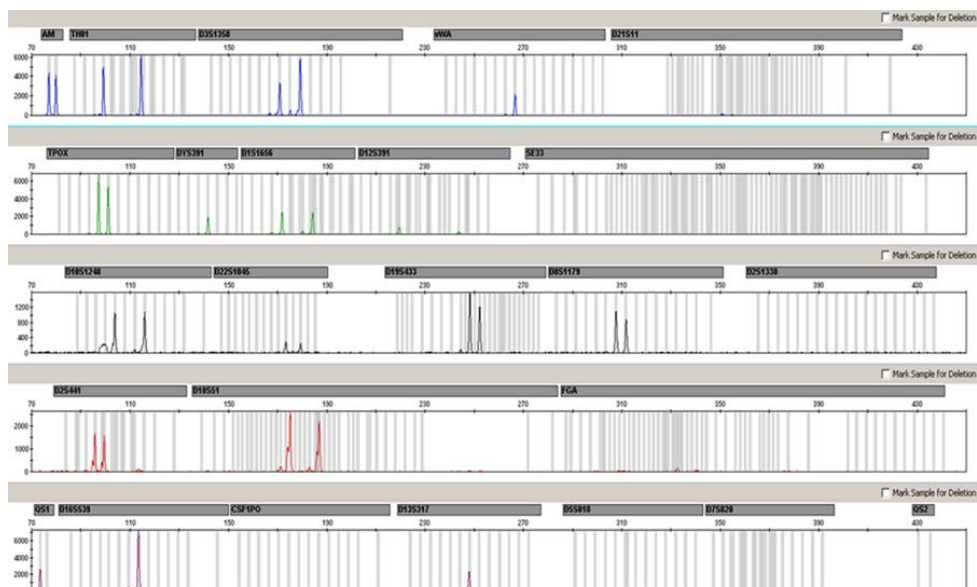 Mark Sample for Deletion
AM TH01 D3S1358 vWA D21S11
70 110 150 190 230 270 310 350 390 430
6000
4000
2000
0
Mark Sample for Deletion
TPOX DYS391 D1S1656 D12S391 SE33
70 110 150 190 230 270 310 350 390 430
6000
4000
2000
0
Mark Sample for Deletion
D10S1248 D22S1045 D19S433 D8S1179 D2S1338
70 110 150 190 230 270 310 350 390 430
1200
800
400
0
Mark Sample for Deletion
D2S441 D18S51 FGA
70 110 150 190 230 270 310 350 390 430
2000
1000
0
Mark Sample for Deletion
QS1 D16S539 CSF1PO D13S317 D5S818 D7S820 QS2
70 110 150 190 230 270 310 350 390 430
6000
4000
2000